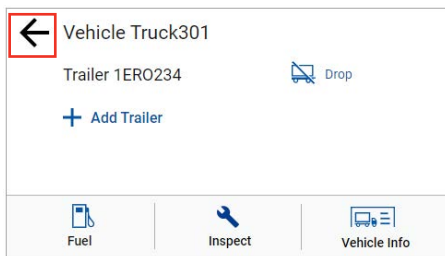 Vehicle Truck301
Trailer 1ERO234
Drop
Add Trailer
Fuel
Inspect
Vehicle Info